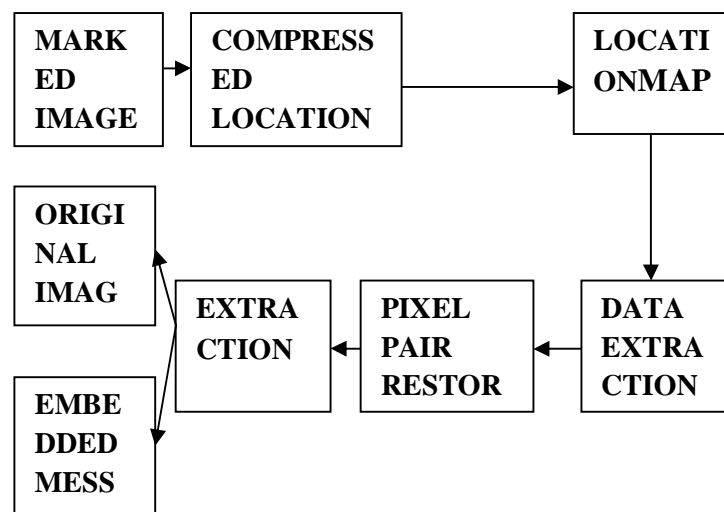 MARK
ED
IMAGE
COMPRESS
ED
LOCATION
LOCATI
ONMAP
ORIGI
NAL
IMAG
EXTRA
CTION
PIXEL
PAIR
RESTOR
DATA
EXTRA
CTION
EMBE
DDED
MESS